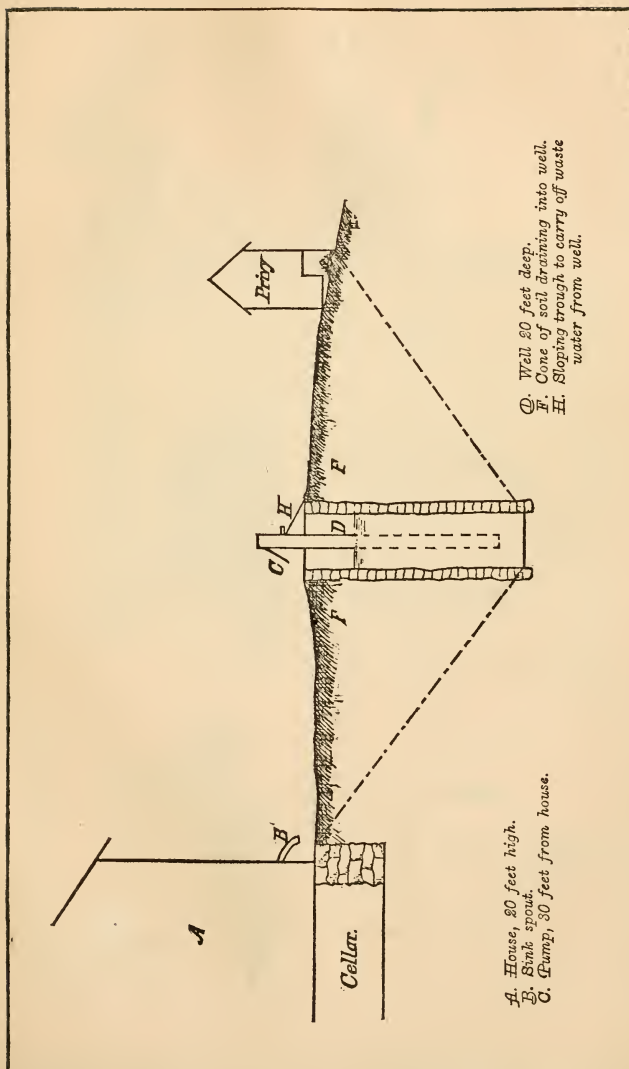 A
B
Cellar.
C
H
F
D
F
Privy
E
A. House, 20 feet high.
B. Sink spout.
C. Pump, 30 feet from house.
D. Well 20 feet deep.
F. Cone of soil draining into well.
H. Sloping trough to carry off waste
water from well.